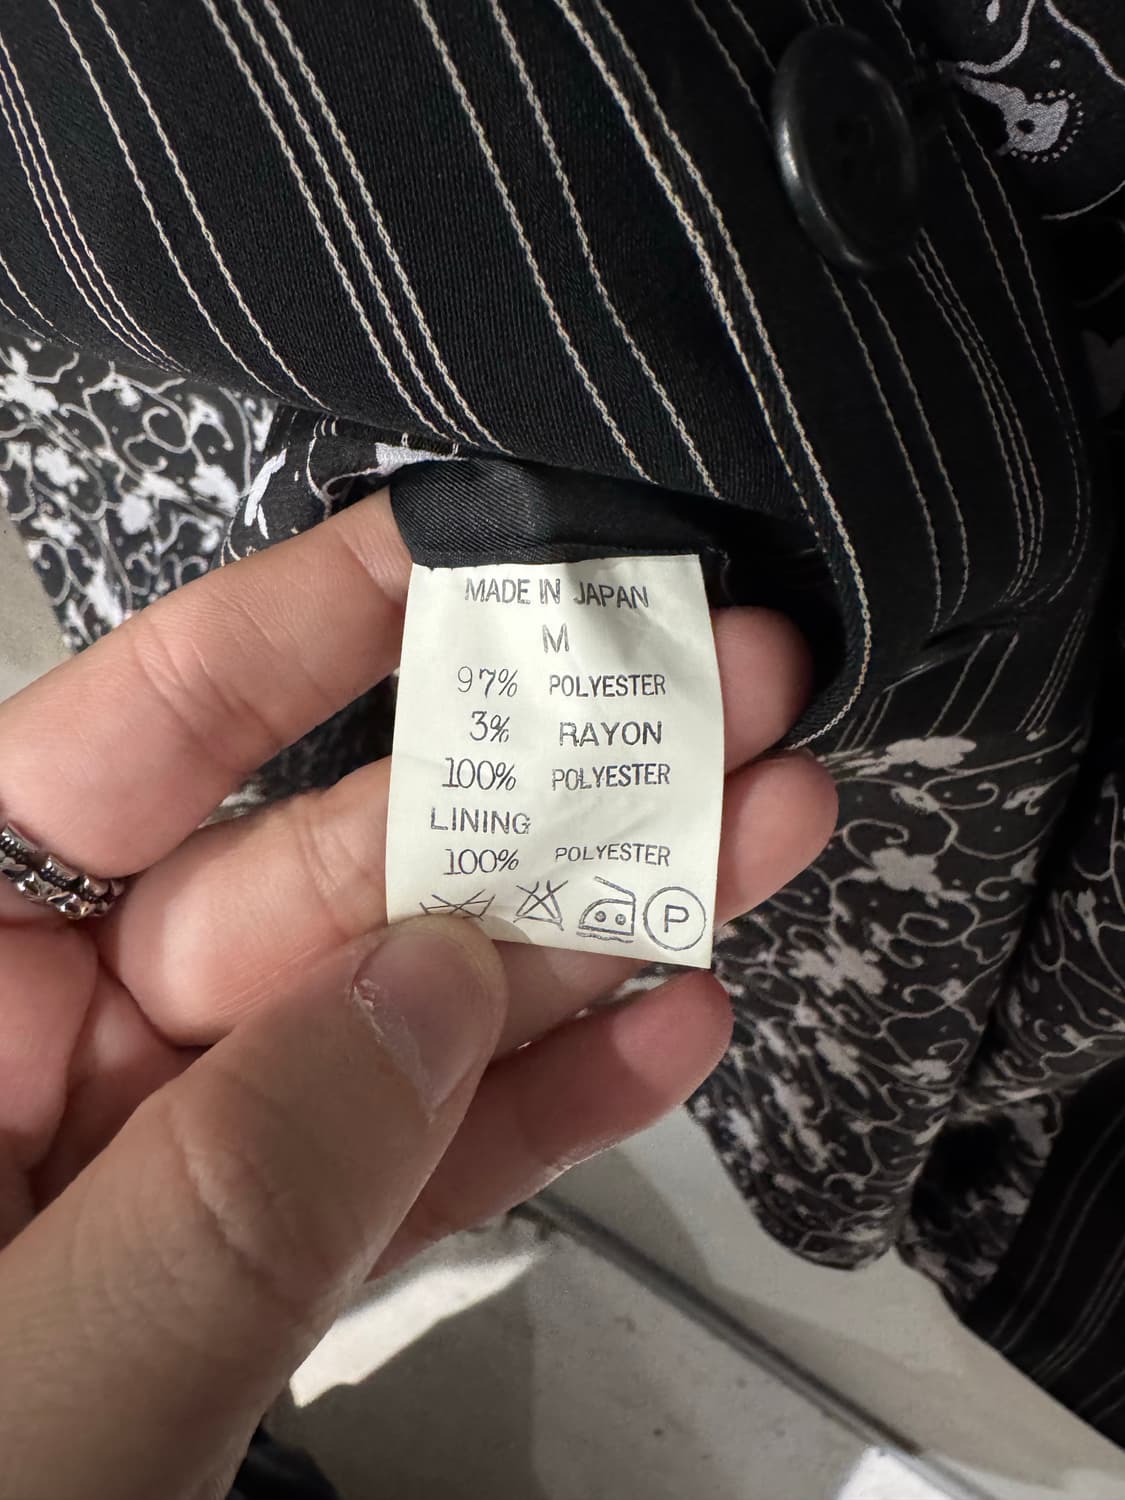 MADE IN JAPAN
M
97% POLYESTER
3% RAYON
100% POLYESTER
LINING
100% POLYESTER
P